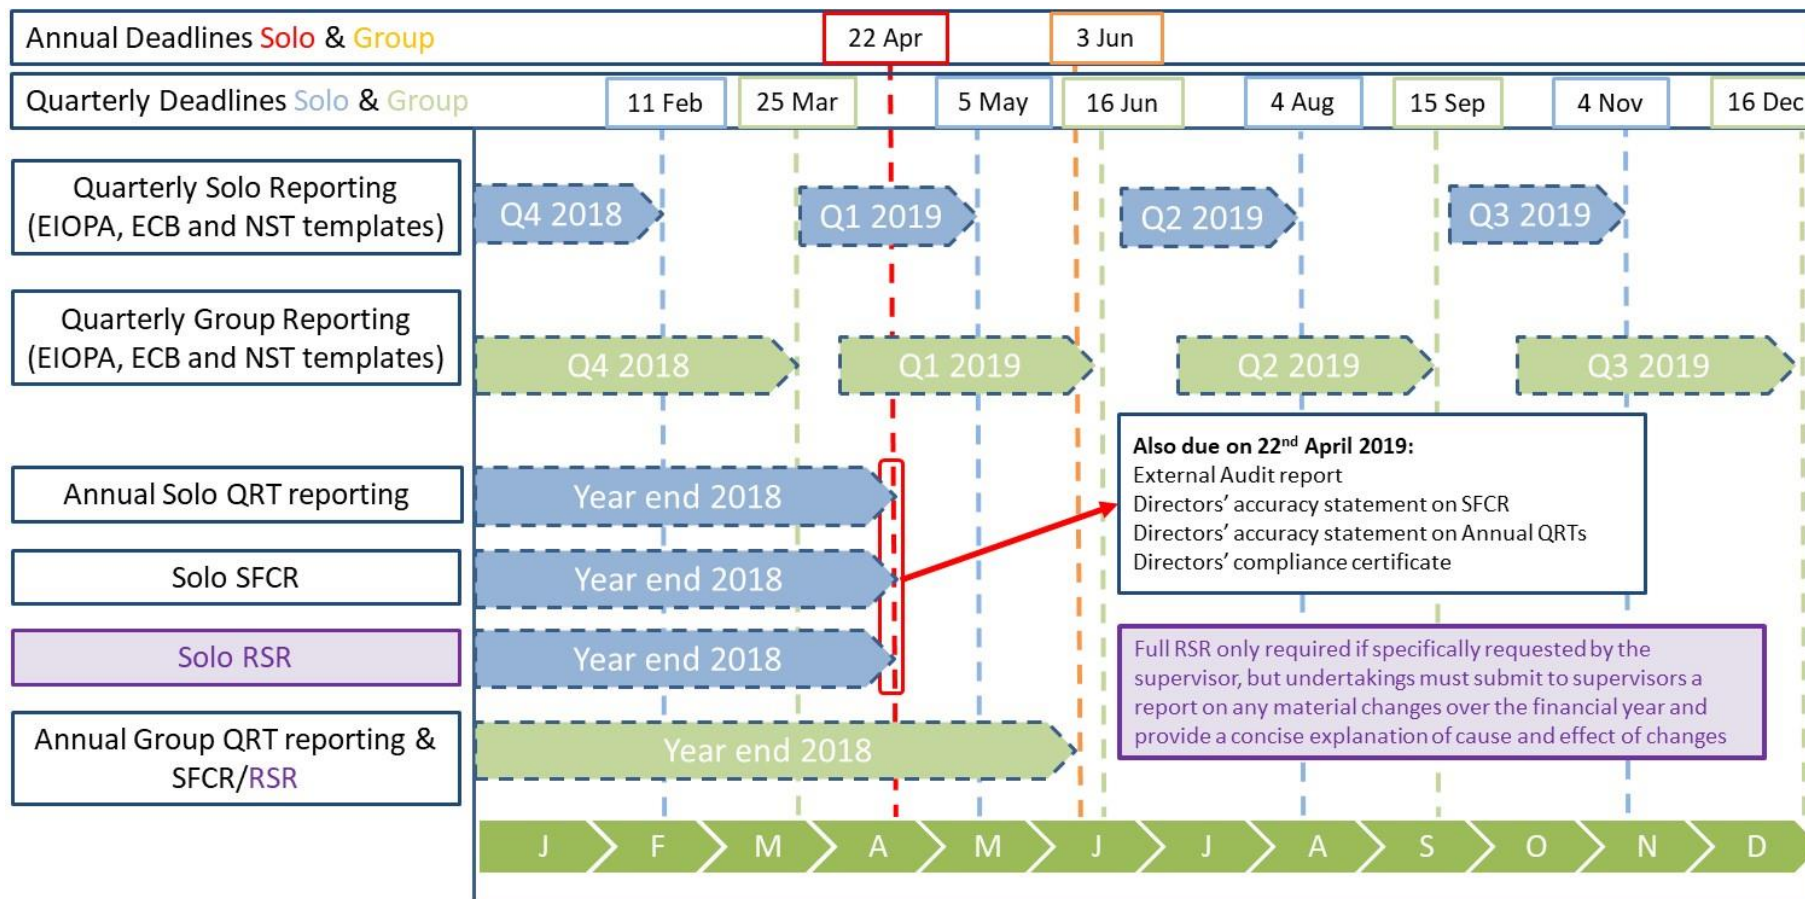 Annual Deadlines Solo & Group
22 Apr
3 Jun
Quarterly Deadlines Solo & Group
11 Feb
25 Mar
5 May
16 Jun
4 Aug
15 Sep
4 Nov
16 Dec
Quarterly Solo Reporting
(EIOPA, ECB and NST templates)
Q4 2018
Q1 2019
Q2 2019
Q3 2019
Quarterly Group Reporting
(EIOPA, ECB and NST templates)
Q4 2018
Q1 2019
Q2 2019
Q3 2019
Annual Solo QRT reporting
Year end 2018
Solo SFCR
Year end 2018
Solo RSR
Year end 2018
Annual Group QRT reporting &
SFCR/RSR
Year end 2018
Also due on 22nd April 2019:
External Audit report
Directors’ accuracy statement on SFCR
Directors’ accuracy statement on Annual QRTs
Directors’ compliance certificate
Full RSR only required if specifically requested by the
supervisor, but undertakings must submit to supervisors a
report on any material changes over the financial year and
provide a concise explanation of cause and effect of changes
J F M A M J J A S O N D